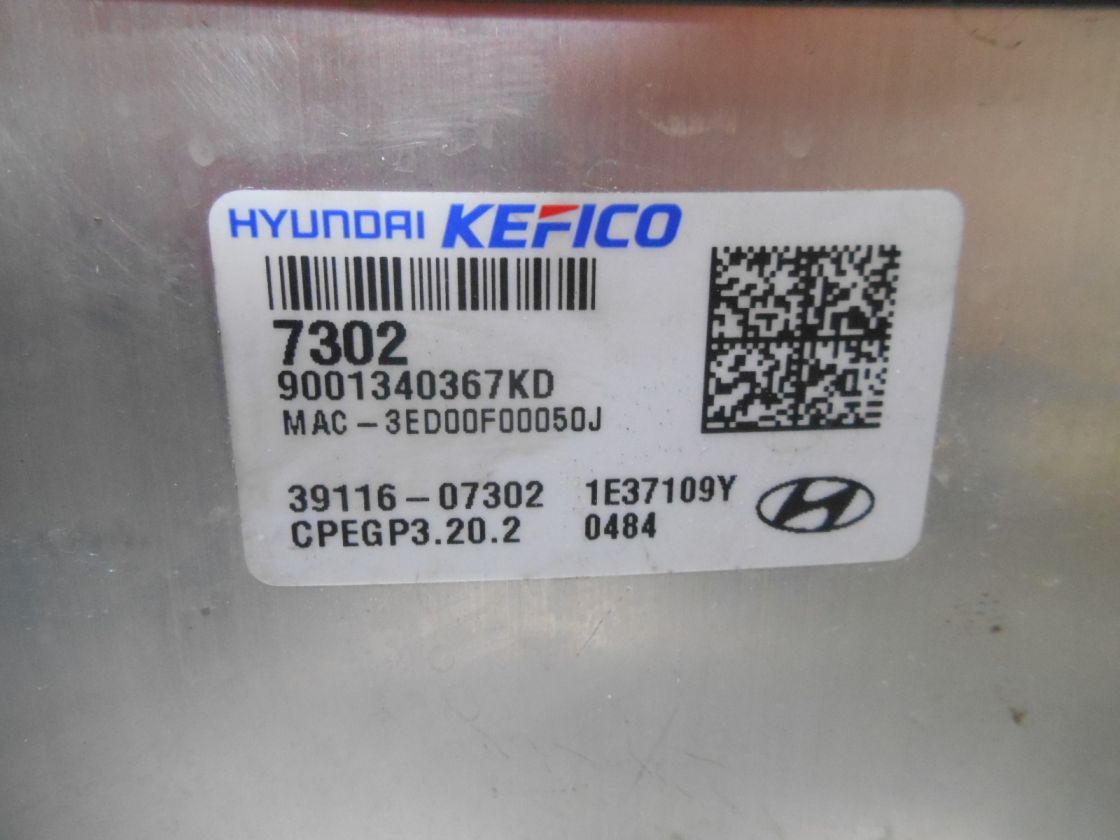 HYUNDAI KEFICO
7302
9001340367KD
MAC-3ED00F00050J
39116-07302 1E37109Y
CPEGP3.20.2 0484